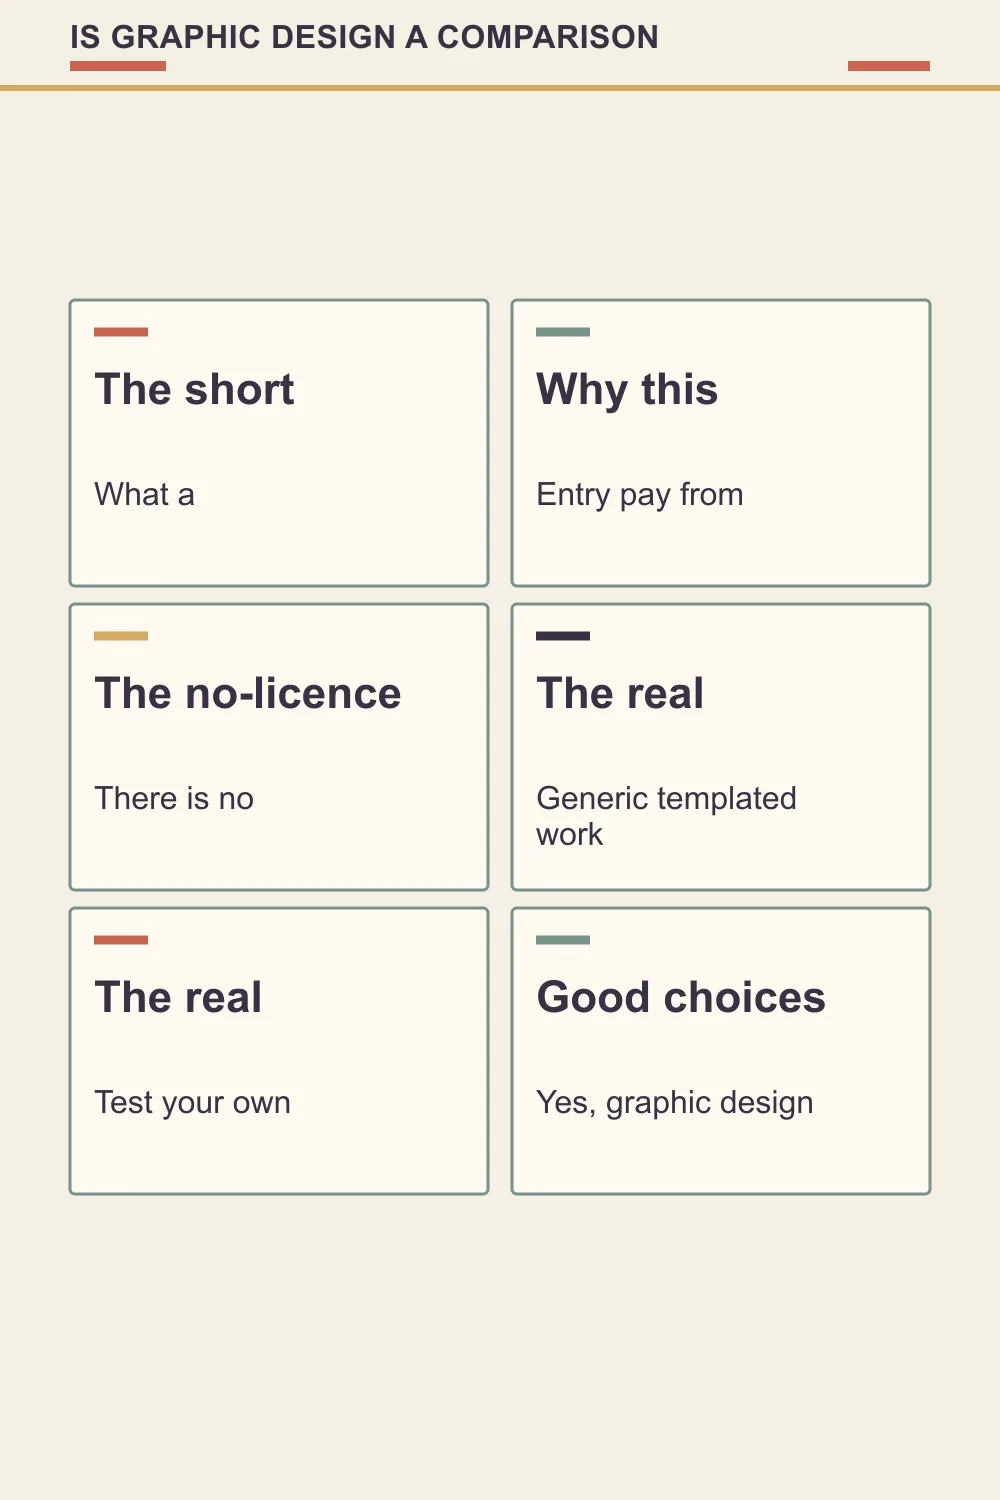 IS GRAPHIC DESIGN A COMPARISON
The short
What a
Why this
Entry pay from
The no-licence
There is no
The real
Generic templated
work
The real
Test your own
Good choices
Yes, graphic design